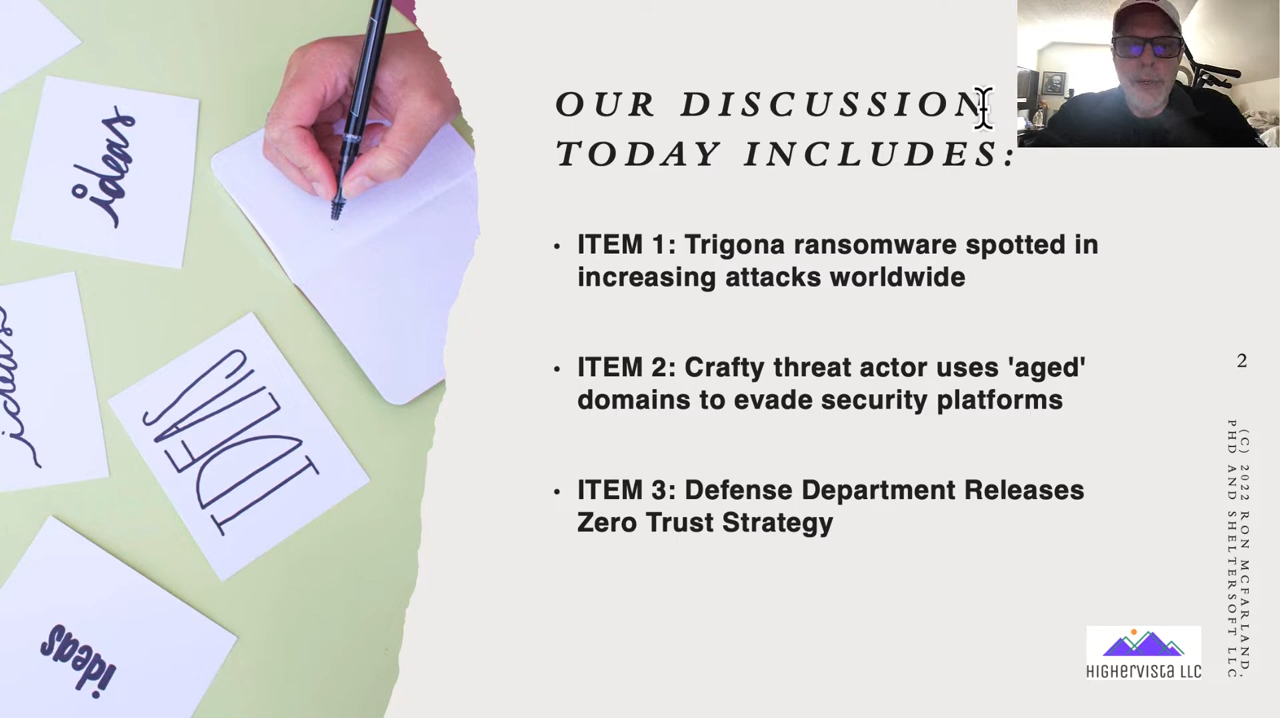 OUR DISCUSSION
TODAY INCLUDES:
• ITEM 1: Trigona ransomware spotted in
increasing attacks worldwide
• ITEM 2: Crafty threat actor uses 'aged'
domains to evade security platforms
• ITEM 3: Defense Department Releases
Zero Trust Strategy
2
(C) 2022 RON MCFARLAND,
PHD AND SHELTERSOFT LLC
HIGHERVISTA LLC
ideas
ideas
IDEAS
ideas